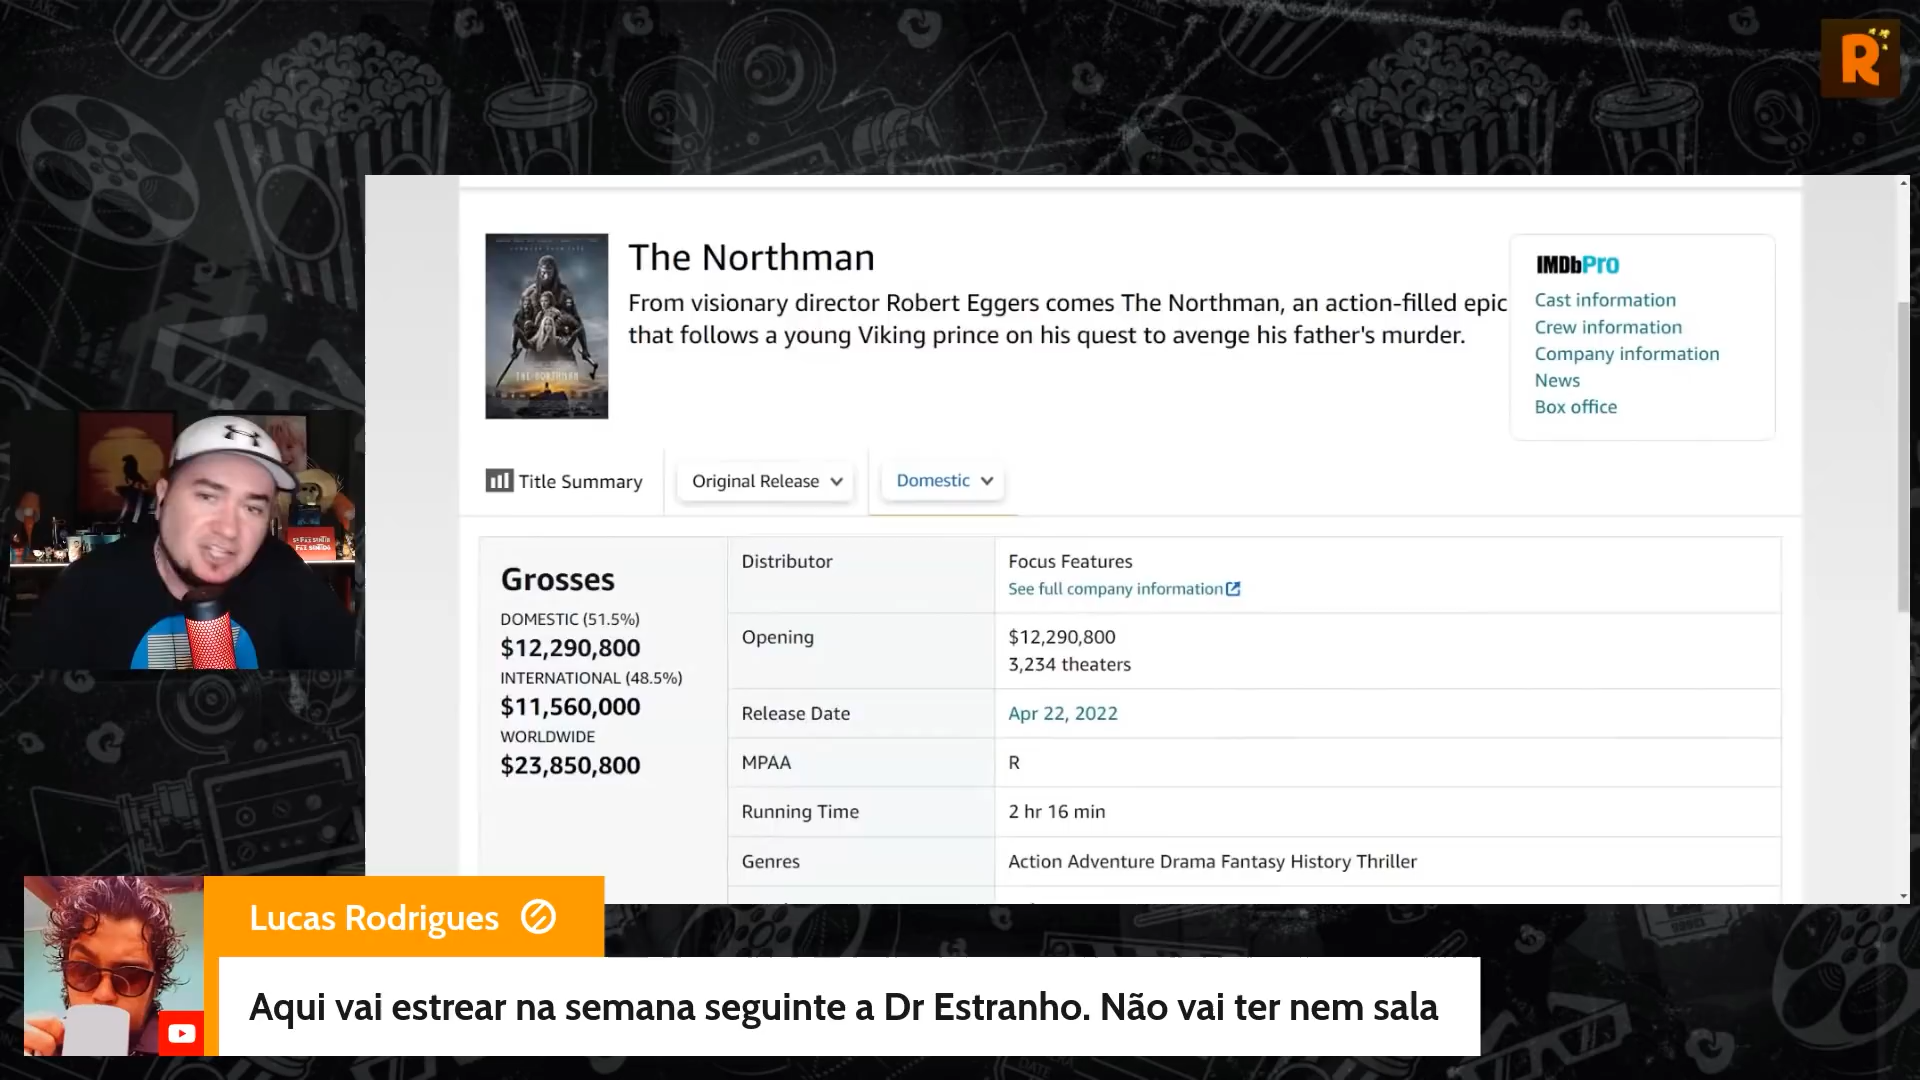 R
The Northman
From visionary director Robert Eggers comes The Northman, an action-filled epic
that follows a young Viking prince on his quest to avenge his father's murder.
THE NORTHMAN
IMDbPro
Cast information
Crew information
Company information
News
Box office
Title Summary
Original Release
Domestic
Grosses
DOMESTIC (51.5%)
$12,290,800
INTERNATIONAL (48.5%)
$11,560,000
WORLDWIDE
$23,850,800
Distributor
Focus Features
See full company information
Opening
$12,290,800
3,234 theaters
Release Date
Apr 22, 2022
MPAA
R
Running Time
2 hr 16 min
Genres
Action Adventure Drama Fantasy History Thriller
Lucas Rodrigues
Aqui vai estrear na semana seguinte a Dr Estranho. Não vai ter nem sala